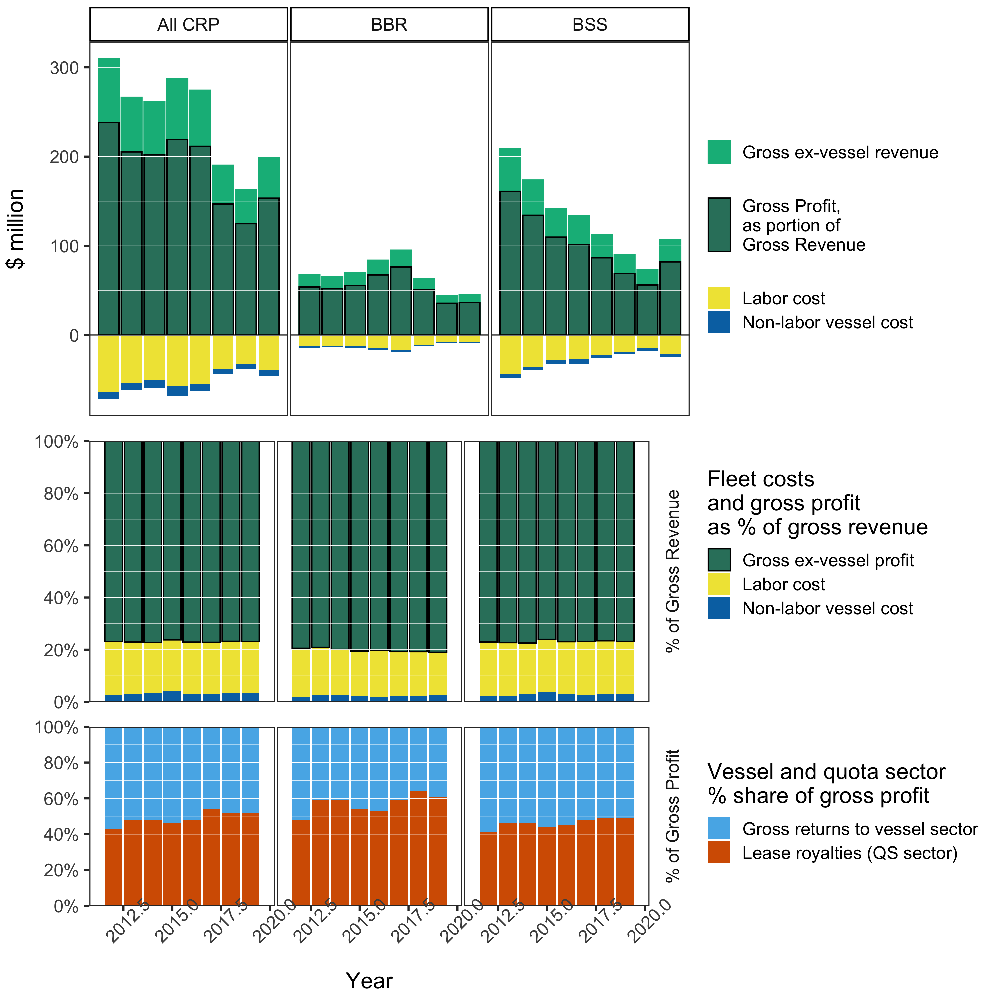 All CRP
BBR
BSS
$ million
300
200
100
0
Gross ex-vessel revenue
Gross Profit,
as portion of
Gross Revenue
Labor cost
Non-labor vessel cost
100%
80%
60%
40%
20%
0%
% of Gross Revenue
Fleet costs
and gross profit
as % of gross revenue
Gross ex-vessel profit
Labor cost
Non-labor vessel cost
100%
80%
60%
40%
20%
0%
% of Gross Profit
Vessel and quota sector
% share of gross profit
Gross returns to vessel sector
Lease royalties (QS sector)
2012.5
2015.0
2017.5
2020.0
2012.5
2015.0
2017.5
2020.0
2012.5
2015.0
2017.5
2020.0
Year